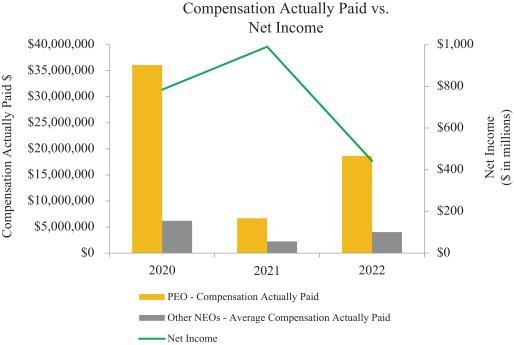 Compensation Actually Paid vs.
Net Income
Compensation Actually Paid $
$40,000,000
$35,000,000
$30,000,000
$25,000,000
$20,000,000
$15,000,000
$10,000,000
$5,000,000
$0
$1,000
$800
$600
$400
$200
$0
Net Income
($ in millions)
2020 2021 2022
PEO - Compensation Actually Paid
Other NEOs - Average Compensation Actually Paid
Net Income